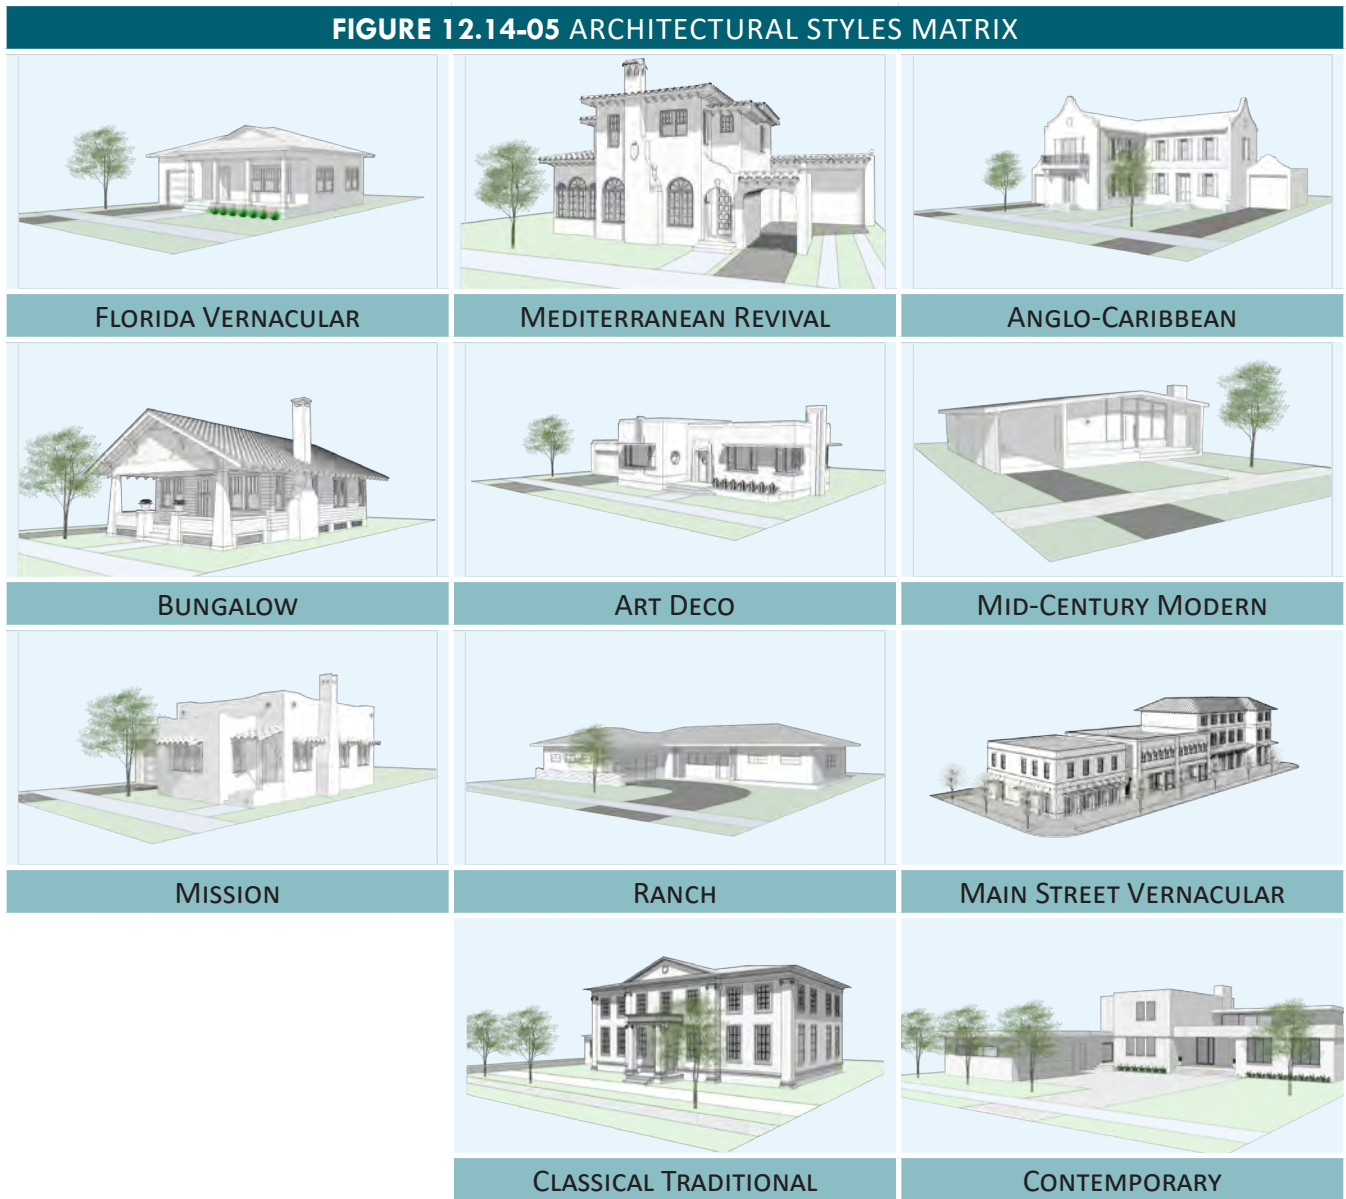 FIGURE 12.14-05 ARCHITECTURAL STYLES MATRIX
FLORIDA VERNACULAR
MEDITERRANEAN REVIVAL
ANGLO-CARIBBEAN
BUNGALOW
ART DECO
MID-CENTURY MODERN
MISSION
RANCH
MAIN STREET VERNACULAR
CLASSICAL TRADITIONAL
CONTEMPORARY